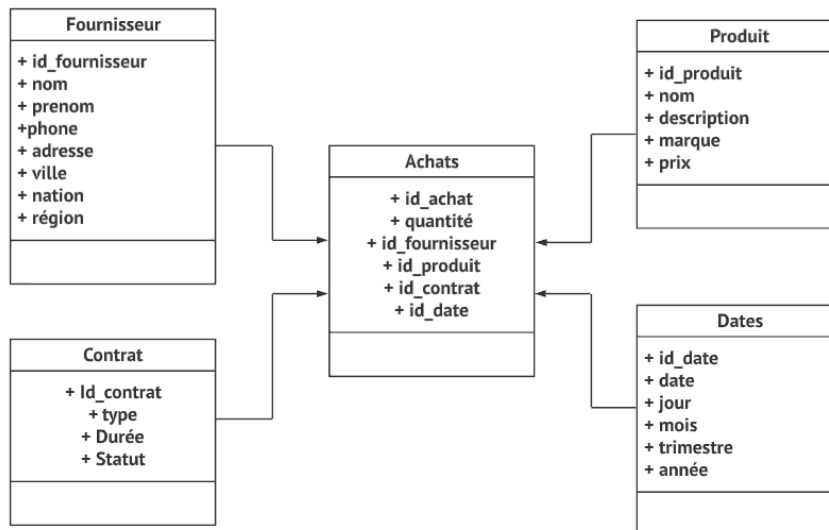 Fournisseur
+ id_fournisseur
+ nom
+ prenom
+phone
+ adresse
+ ville
+ nation
+ région
Produit
+ id_produit
+ nom
+ description
+ marque
+ prix
Achats
+ id_achat
+ quantité
+ id_fournisseur
+ id_produit
+ id_contrat
+ id_date
Contrat
+ Id_contrat
+ type
+ Durée
+ Statut
Dates
+ id_date
+ date
+ jour
+ mois
+ trimestre
+ année